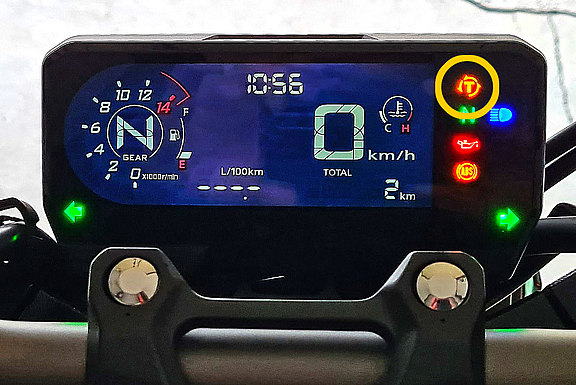 10:56
10 12
8 14
6 N
4 GEAR
2 0 x1000r/min
F
E
L/100km
----
0 km/h
C H
TOTAL
2 km
T
N
ABS